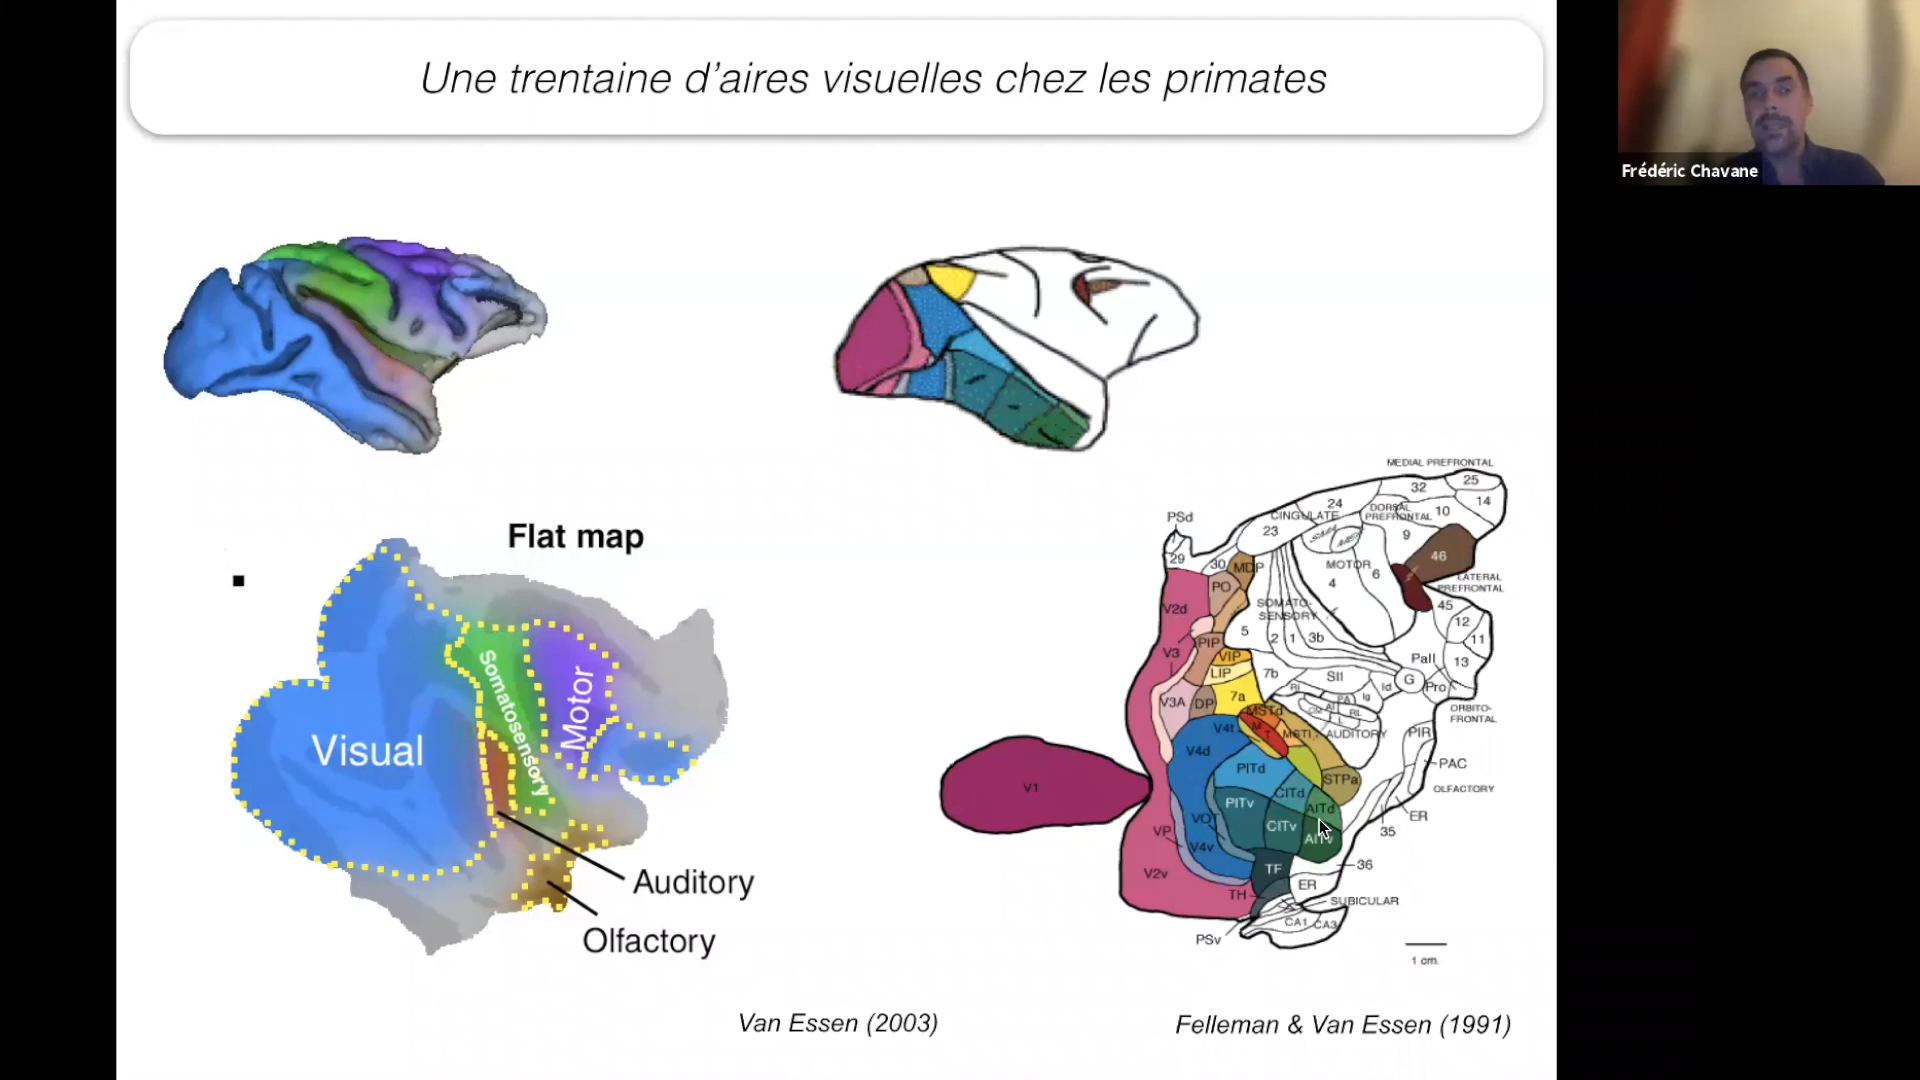 Une trentaine d'aires visuelles chez les primates
Frédéric Chavane
Flat map
Visual
Somatosensory
Motor
Auditory
Olfactory
Van Essen (2003)
MEDIAL PREFRONTAL
25
32
14
24
DORSAL
PREFRONTAL
10
CINGULATE
23
9
PSd
29
30
MDP
46
MOTOR
4
6
LATERAL
PREFRONTAL
PO
V2d
SOMATO-
SENSORY
45
12
11
5
2
1
3b
PIP
V3
VIP
LIP
7b
SII
Pall
13
G
Pro
Id
Ig
RI
PA
RL
7a
V3A
DP
MSTd
ORBITO-
FRONTAL
V4t
M
T
MSTl
AUDITORY
PIR
V4d
PITd
STPa
PAC
V1
CITd
OLFACTORY
PITv
AITd
VOT
CITv
AITv
ER
35
VP
V4v
TF
36
V2v
ER
TH
SUBICULAR
CA1
CA3
PSv
1 cm.
Felleman & Van Essen (1991)